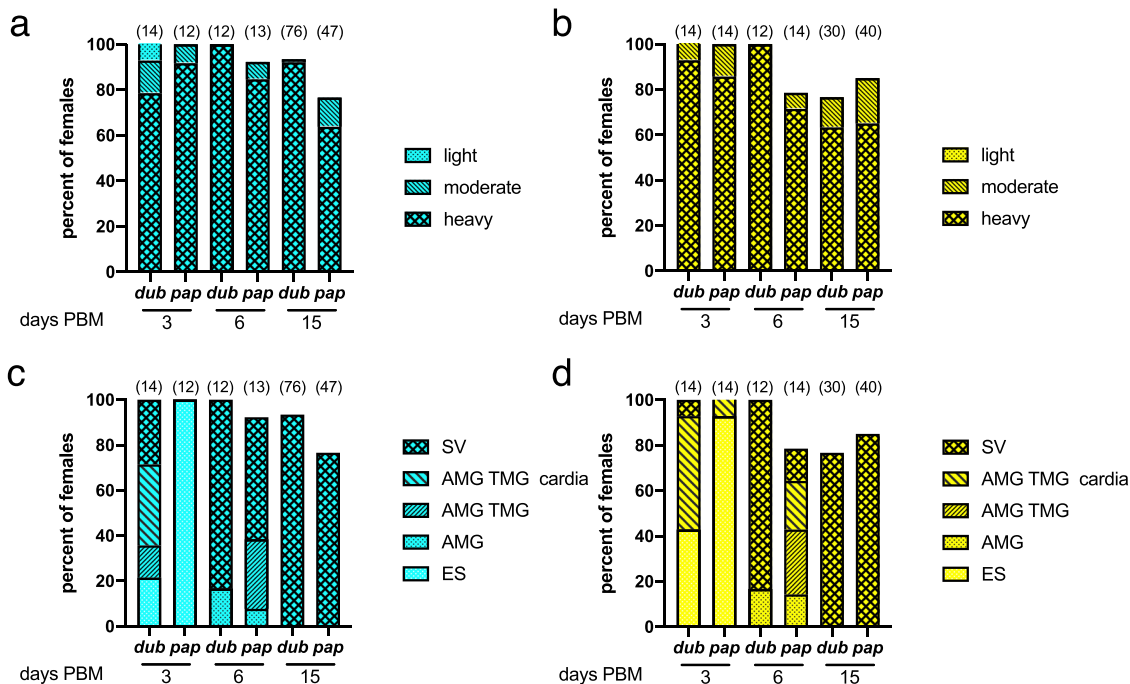 a
(14) (12) (12) (13) (76) (47)
percent of females
100
80
60
40
20
0
dub pap dub pap dub pap
days PBM 3 6 15
light
moderate
heavy
b
(14) (14) (12) (14) (30) (40)
percent of females
100
80
60
40
20
0
dub pap dub pap dub pap
days PBM 3 6 15
light
moderate
heavy
c
(14) (12) (12) (13) (76) (47)
percent of females
100
80
60
40
20
0
dub pap dub pap dub pap
days PBM 3 6 15
SV
AMG TMG cardia
AMG TMG
AMG
ES
d
(14) (14) (12) (14) (30) (40)
percent of females
100
80
60
40
20
0
dub pap dub pap dub pap
days PBM 3 6 15
SV
AMG TMG cardia
AMG TMG
AMG
ES